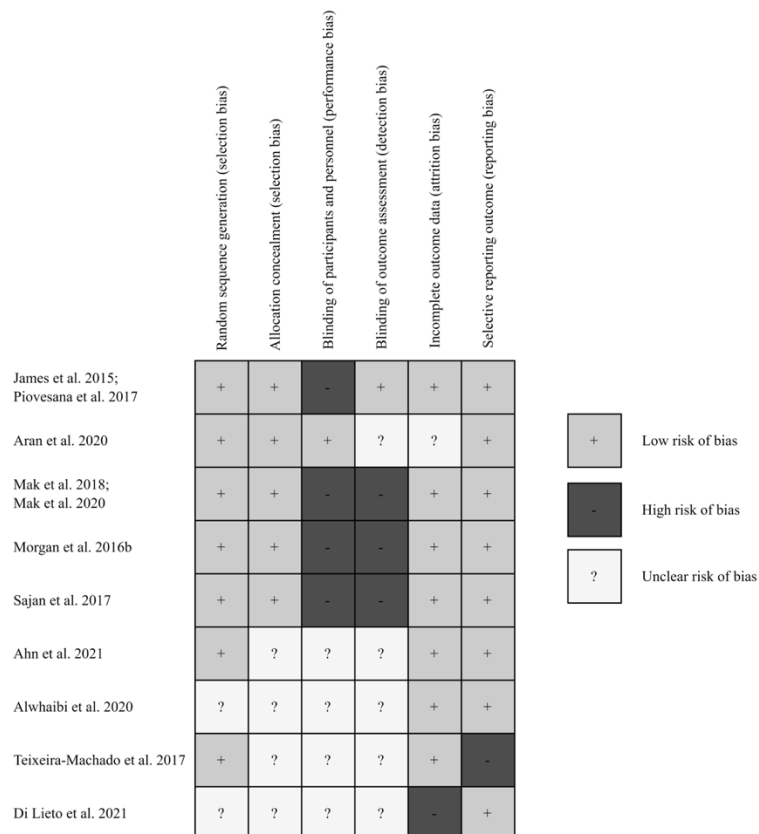 Random sequence generation (selection bias)
Allocation concealment (selection bias)
Blinding of participants and personnel (performance bias)
Blinding of outcome assessment (detection bias)
Incomplete outcome data (attrition bias)
Selective reporting outcome (reporting bias)
James et al. 2015;
Piovesana et al. 2017
+ + - + + +
Aran et al. 2020
+ + + ? ? +
Mak et al. 2018;
Mak et al. 2020
+ + - - + +
Morgan et al. 2016b
+ + - - + +
Sajan et al. 2017
+ + - - + +
Ahn et al. 2021
+ ? ? ? + +
Alwhaibi et al. 2020
? ? ? ? + +
Teixeira-Machado et al. 2017
+ ? ? ? + -
Di Lieto et al. 2021
? ? ? ? - +
+ Low risk of bias
- High risk of bias
? Unclear risk of bias